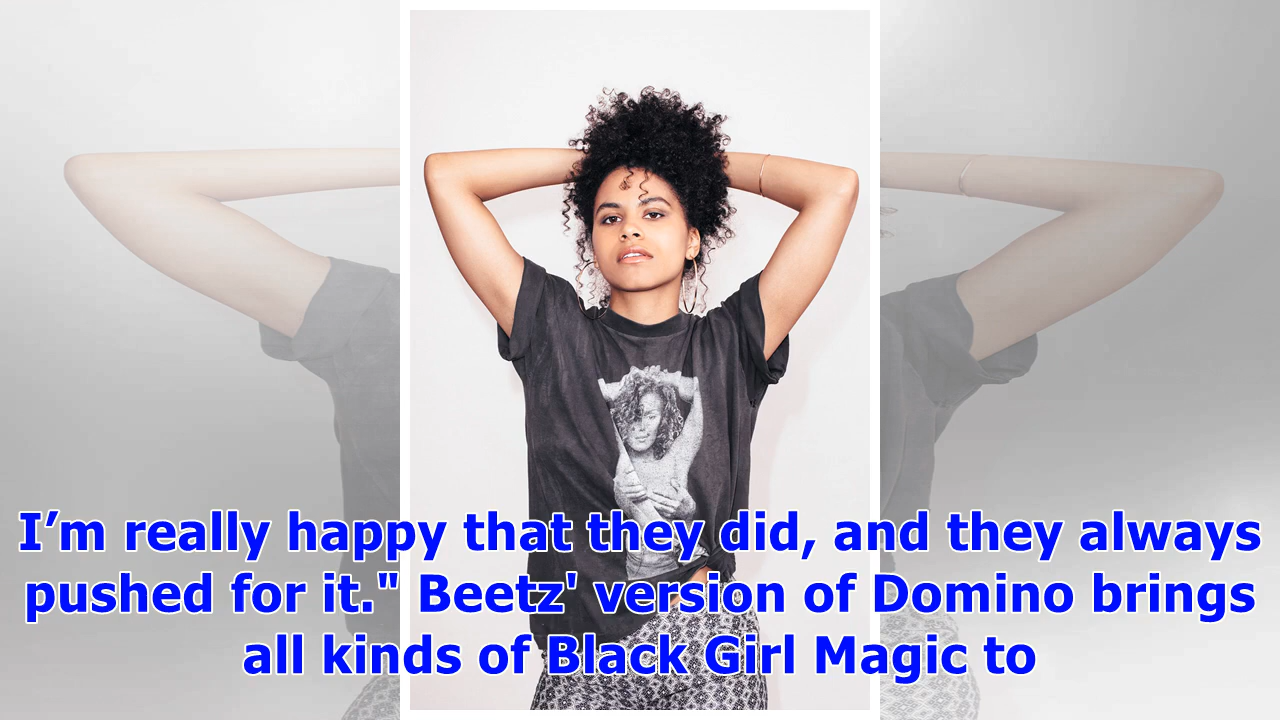 I’m really happy that they did, and they always
pushed for it." Beetz' version of Domino brings
all kinds of Black Girl Magic to